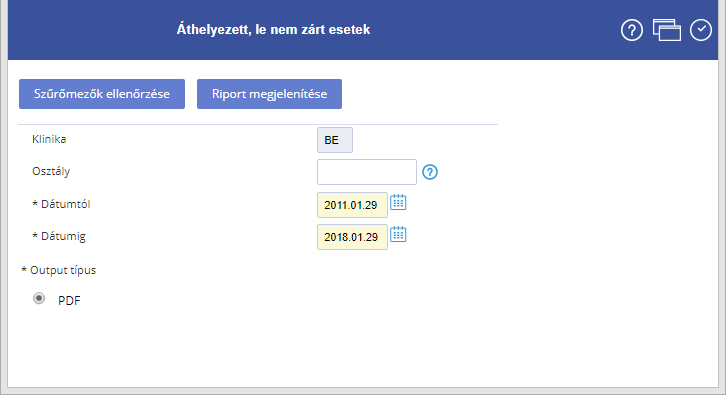 Áthelyezett, le nem zárt esetek
Szűrőmezők ellenőrzése Riport megjelenítése
Klinika BE
Osztály
* Dátumtól 2011.01.29
* Dátumig 2018.01.29
* Output típus
PDF